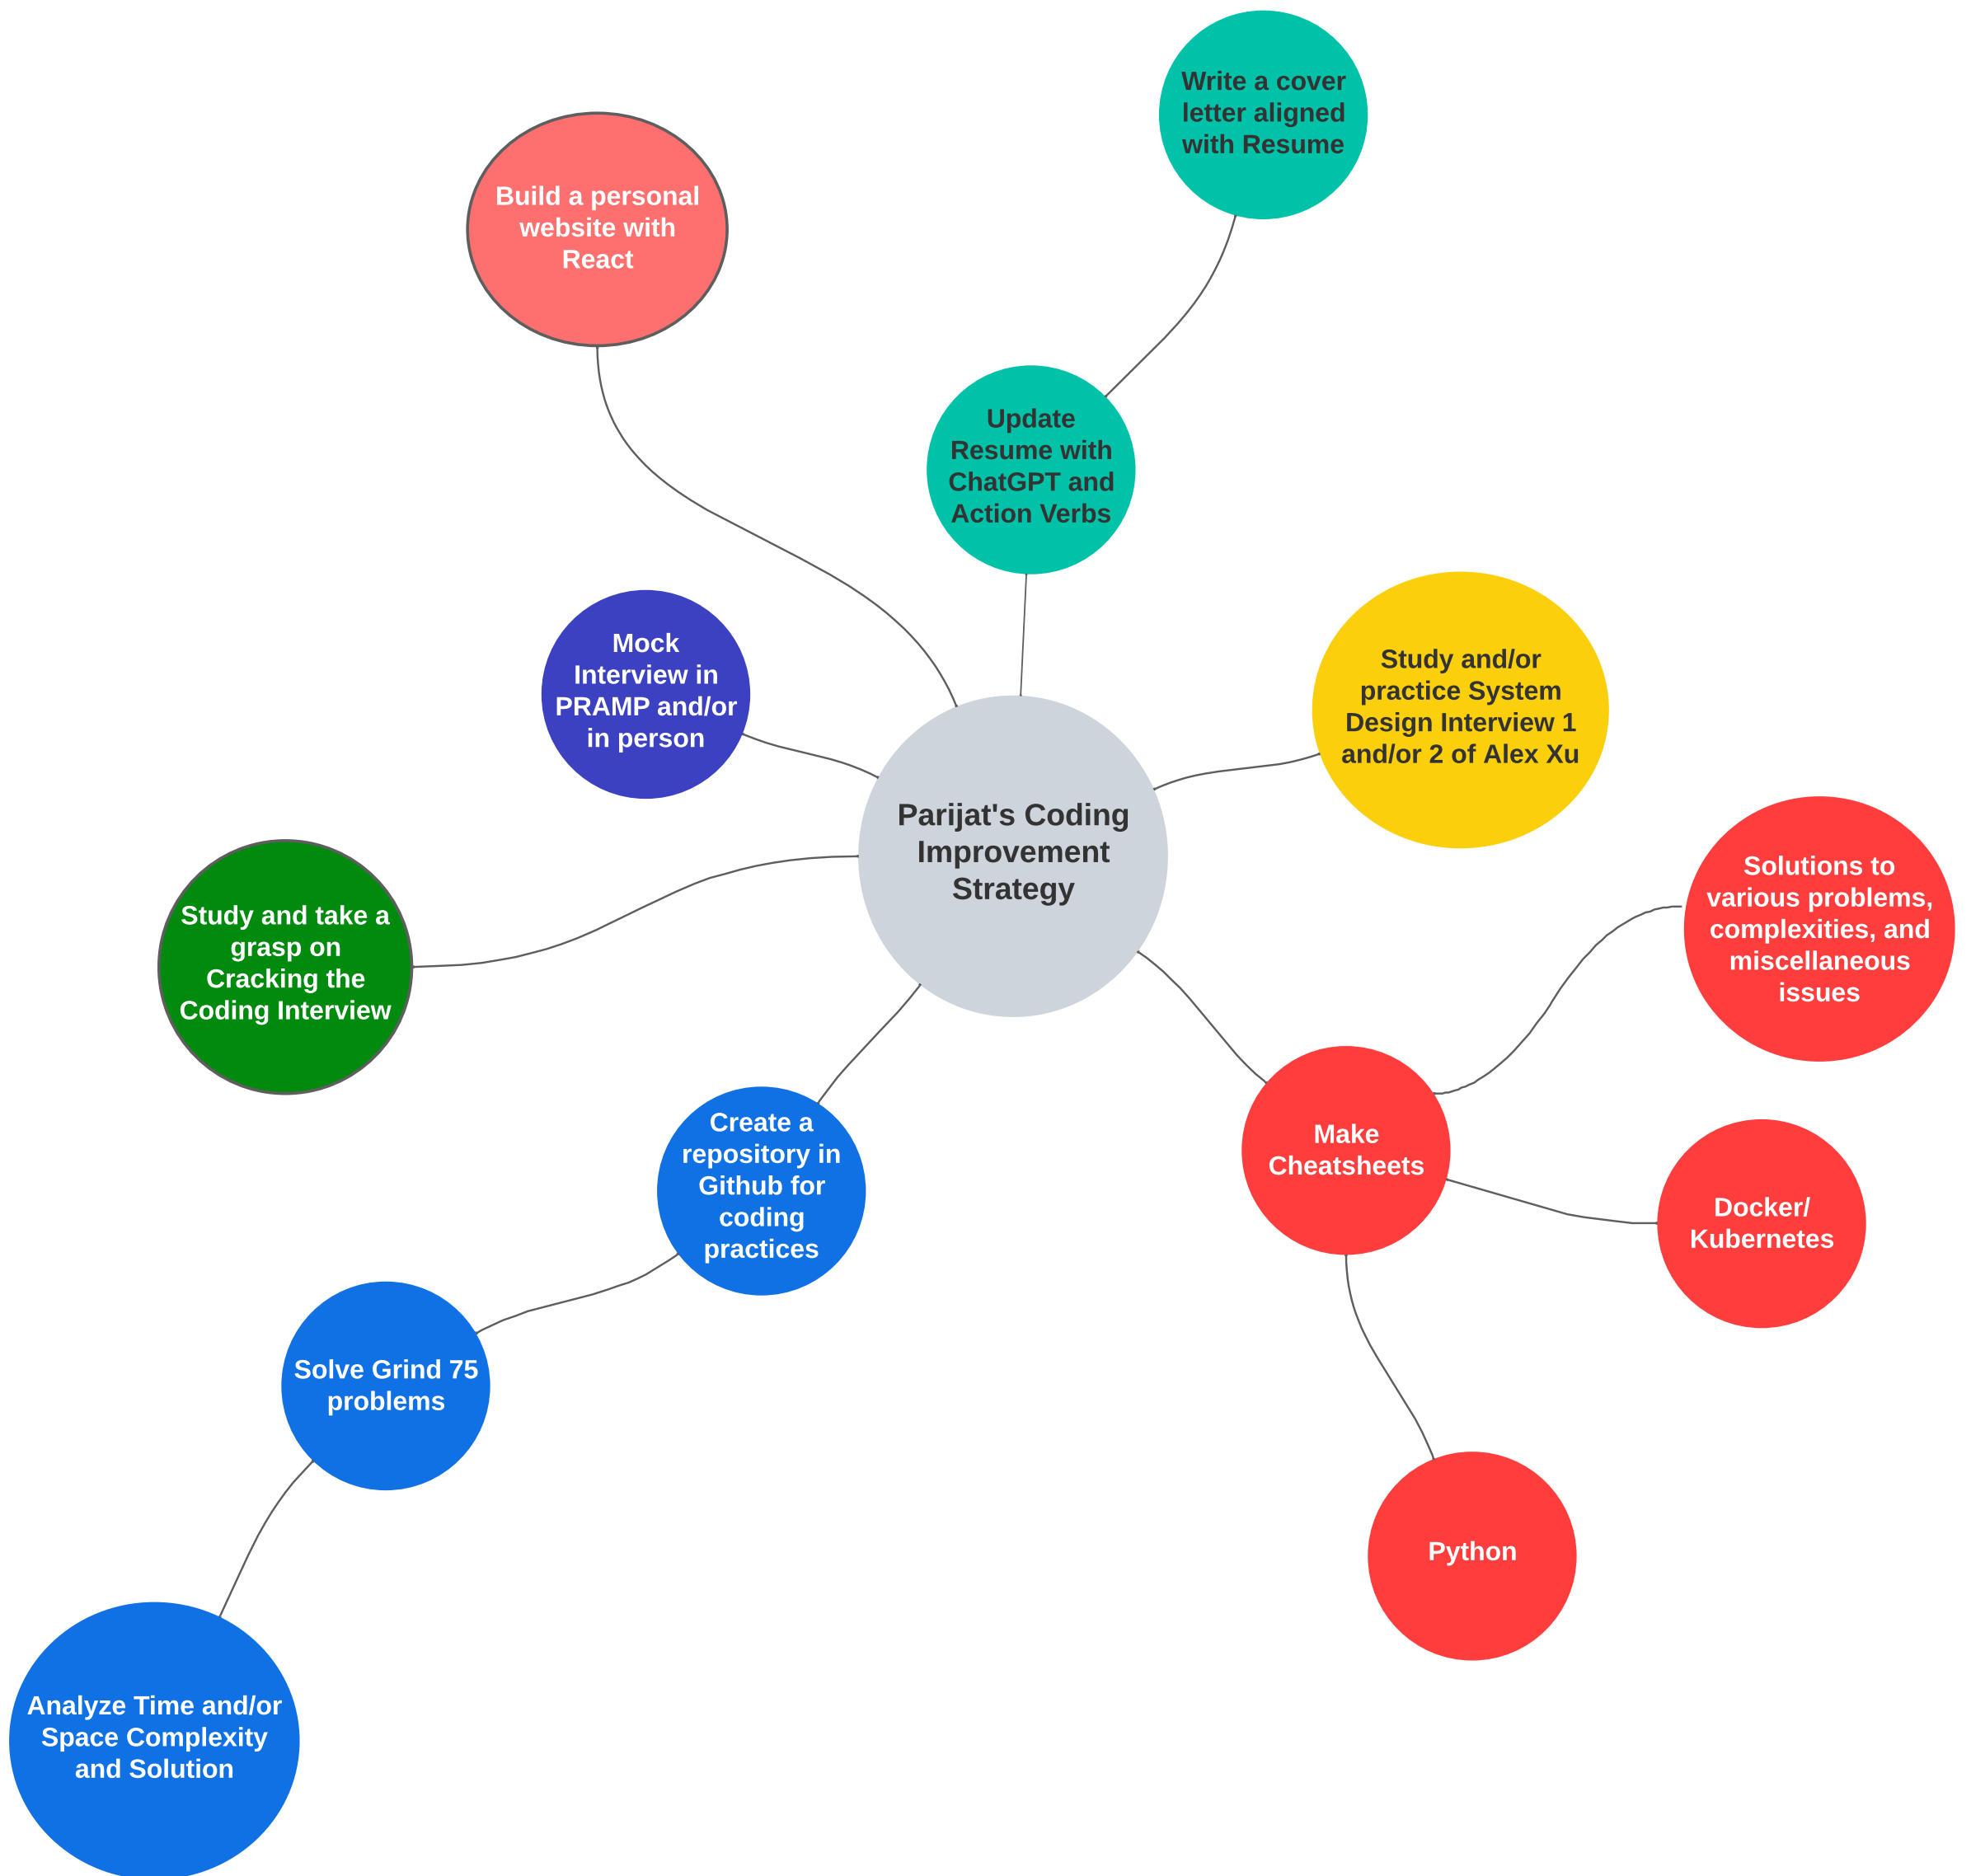 Write a cover
letter aligned
with Resume
Build a personal
website with
React
Update
Resume with
ChatGPT and
Action Verbs
Mock
Interview in
PRAMP and/or
in person
Study and/or
practice System
Design Interview 1
and/or 2 of Alex Xu
Parijat's Coding
Improvement
Strategy
Solutions to
various problems,
complexities, and
miscellaneous
issues
Study and take a
grasp on
Cracking the
Coding Interview
Create a
repository in
Github for
coding
practices
Make
Cheatsheets
Docker/
Kubernetes
Solve Grind 75
problems
Python
Analyze Time and/or
Space Complexity
and Solution